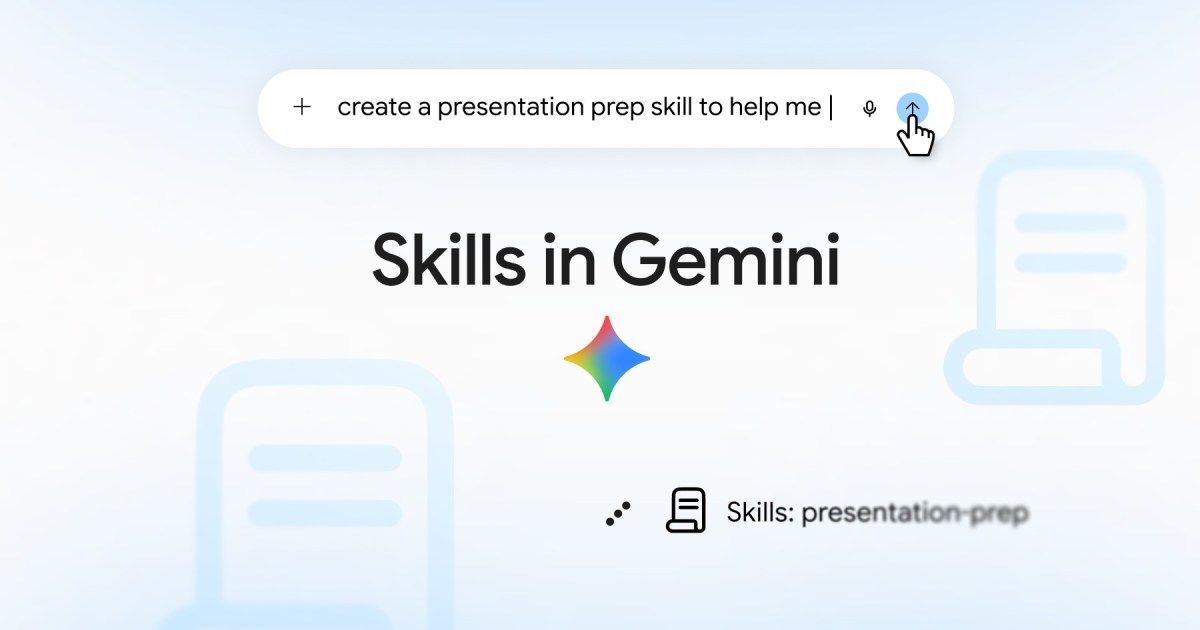 create a presentation prep skill to help me
Skills in Gemini
Skills: presentation-prep